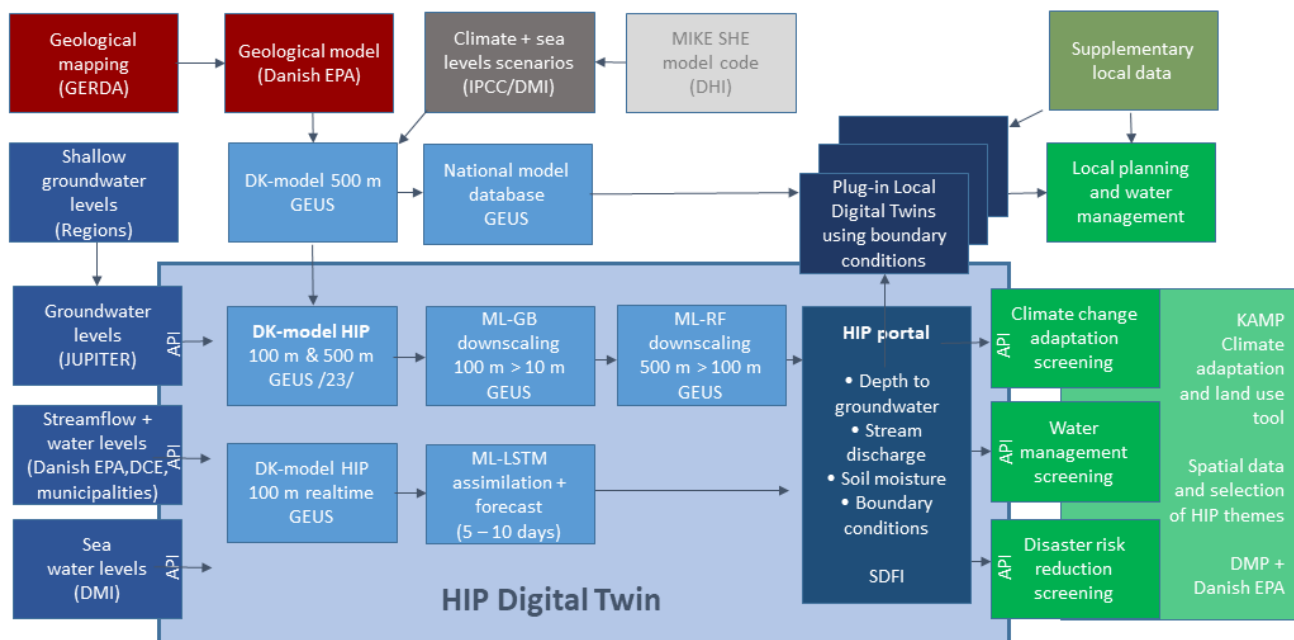 Geological
mapping
(GERDA)
Geological model
(Danish EPA)
Climate + sea
levels scenarios
(IPCC/DMI)
MIKE SHE
model code
(DHI)
Supplementary
local data
Shallow
groundwater
levels
(Regions)
DK-model 500 m
GEUS
National model
database
GEUS
Plug-in Local
Digital Twins
using boundary
conditions
Local planning
and water
management
Groundwater
levels
(JUPITER)
API
DK-model HIP
100 m & 500 m
GEUS /23/
ML-GB
downscaling
100 m > 10 m
GEUS
ML-RF
downscaling
500 m > 100 m
GEUS
HIP portal
• Depth to
groundwater
• Stream
discharge
• Soil moisture
• Boundary
conditions
SDFI
API
Climate change
adaptation
screening
KAMP
Climate
adaptation
and land use
tool
Spatial data
and selection
of HIP themes
DMP +
Danish EPA
Streamflow +
water levels
(Danish EPA,DCE,
municipalities)
API
DK-model HIP
100 m realtime
GEUS
ML-LSTM
assimilation +
forecast
(5 – 10 days)
API
Water
management
screening
Sea
water levels
(DMI)
API
HIP Digital Twin
API
Disaster risk
reduction
screening